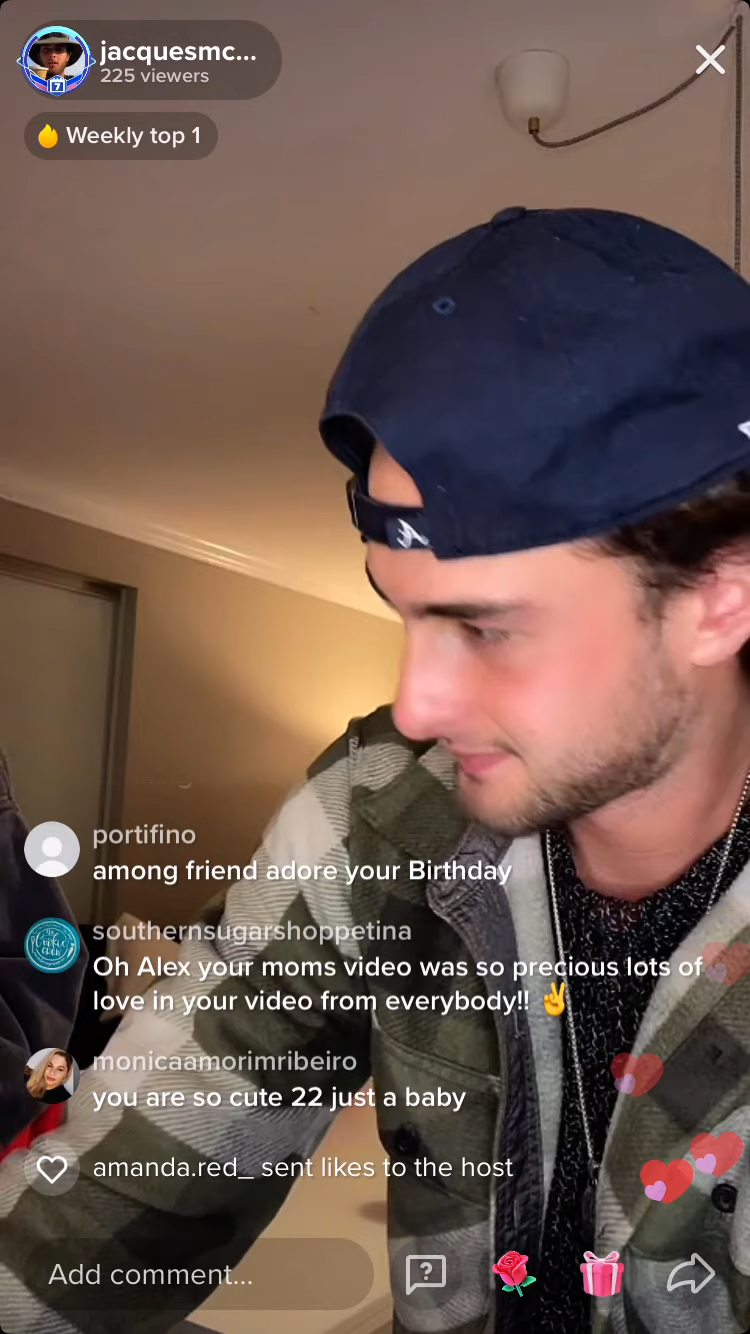 jacquesmc...
225 viewers
Weekly top 1
7
portifino
among friend adore your Birthday
southernsugarshoppetina
Oh Alex your moms video was so precious lots of
love in your video from everybody!! ✌️
monicaamorimribeiro
you are so cute 22 just a baby
amanda.red_ sent likes to the host
Add comment...